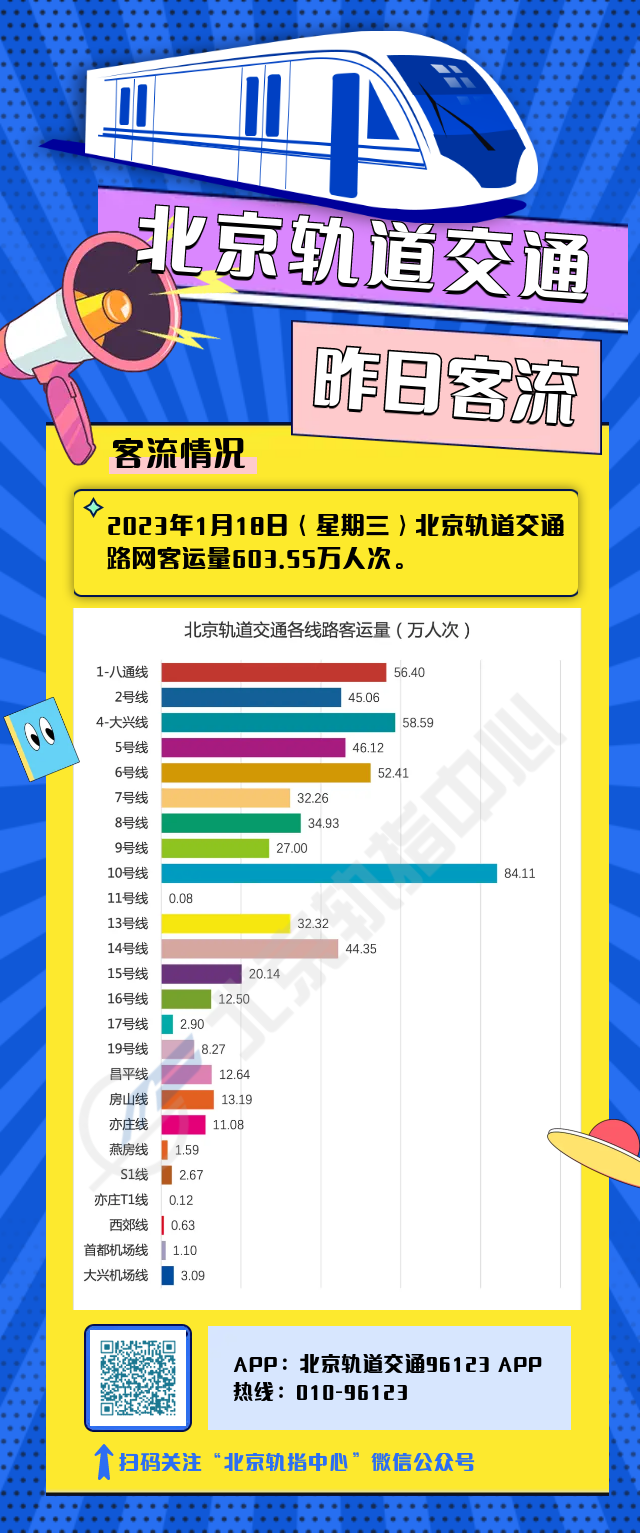 北京轨道交通
昨日客流
客流情况
2023年1月18日（星期三）北京轨道交通
路网客运量603.55万人次。
北京轨道交通各线路客运量（万人次）
1-八通线 56.40
2号线 45.06
4-大兴线 58.59
5号线 46.12
6号线 52.41
7号线 32.26
8号线 34.93
9号线 27.00
10号线 84.11
11号线 0.08
13号线 32.32
14号线 44.35
15号线 20.14
16号线 12.50
17号线 2.90
19号线 8.27
昌平线 12.64
房山线 13.19
亦庄线 11.08
燕房线 1.59
S1线 2.67
亦庄T1线 0.12
西郊线 0.63
首都机场线 1.10
大兴机场线 3.09
北京轨指中心
APP：北京轨道交通96123 APP
热线：010-96123
扫码关注“北京轨指中心”微信公众号